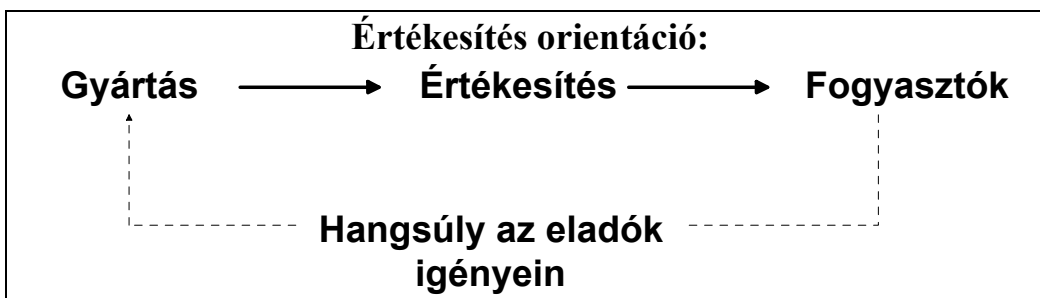 Értékesítés orientáció:
Gyártás Értékesítés Fogyasztók
Hangsúly az eladók
igényein